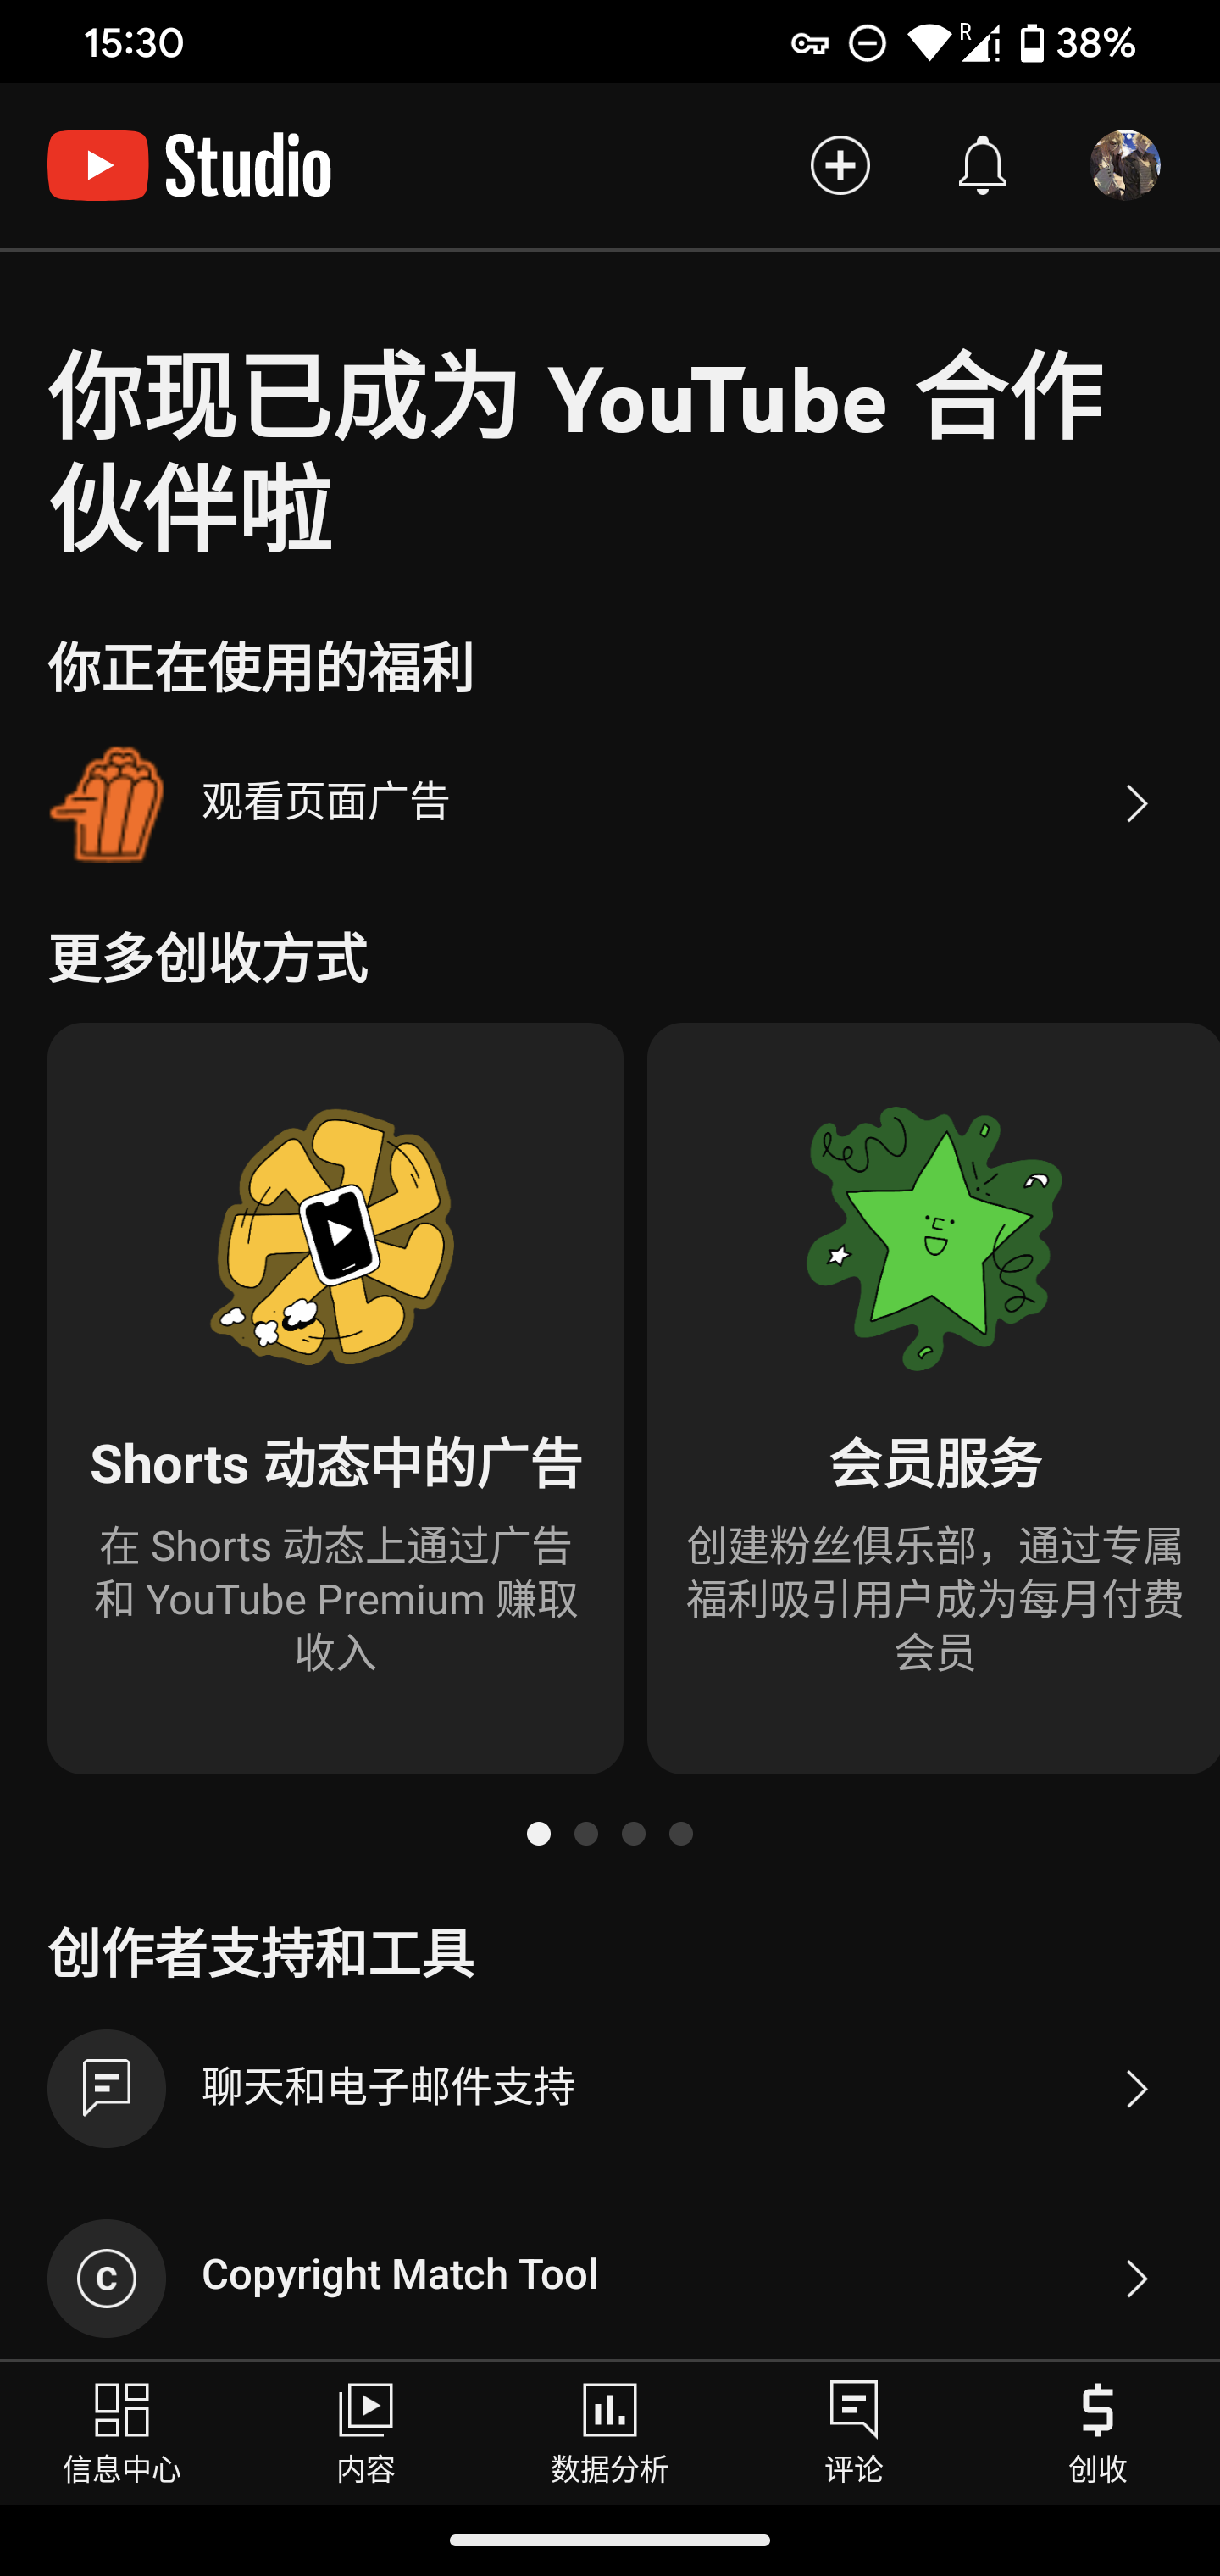 15:30
R
38%
Studio
你现已成为 YouTube 合作
伙伴啦
你正在使用的福利
观看页面广告
更多创收方式
Shorts 动态中的广告
在 Shorts 动态上通过广告
和 YouTube Premium 赚取
收入
会员服务
创建粉丝俱乐部，通过专属
福利吸引用户成为每月付费
会员
创作者支持和工具
聊天和电子邮件支持
C
Copyright Match Tool
信息中心
内容
数据分析
评论
创收